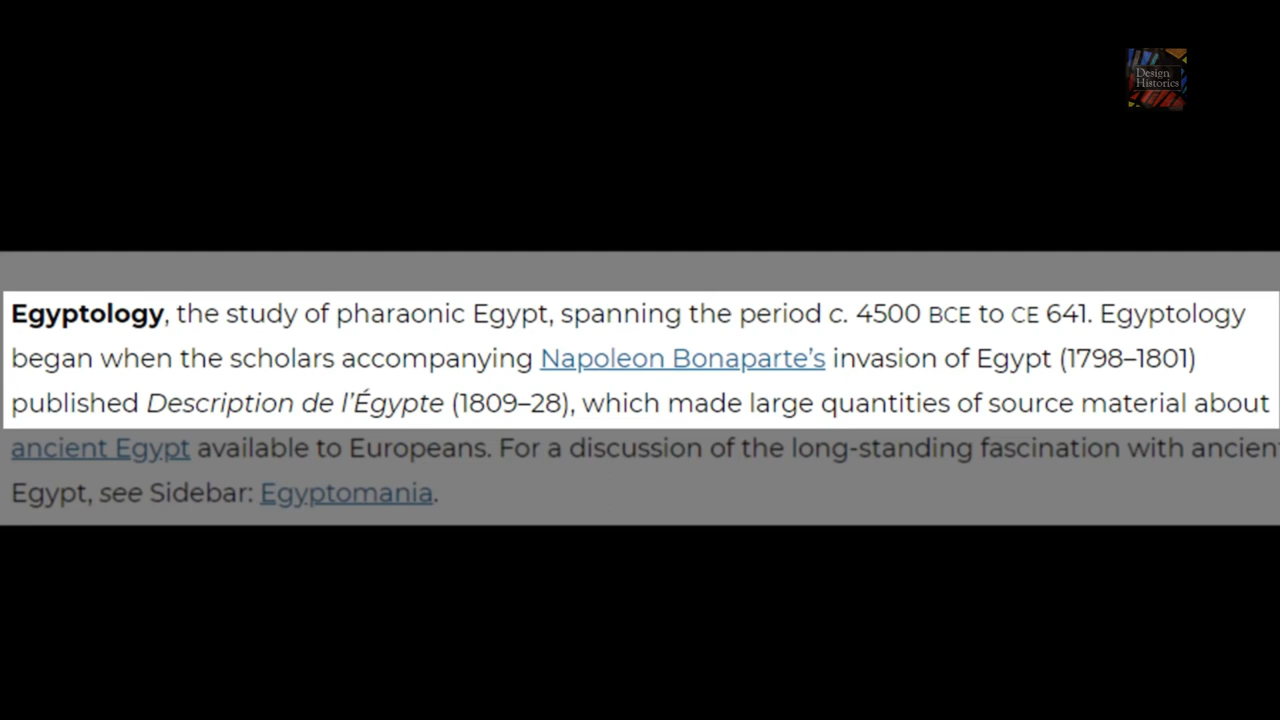 Design
Historics
Egyptology, the study of pharaonic Egypt, spanning the period c. 4500 BCE to CE 641. Egyptology
began when the scholars accompanying Napoleon Bonaparte’s invasion of Egypt (1798–1801)
published Description de l’Égypte (1809–28), which made large quantities of source material about
ancient Egypt available to Europeans. For a discussion of the long-standing fascination with ancien
Egypt, see Sidebar: Egyptomania.